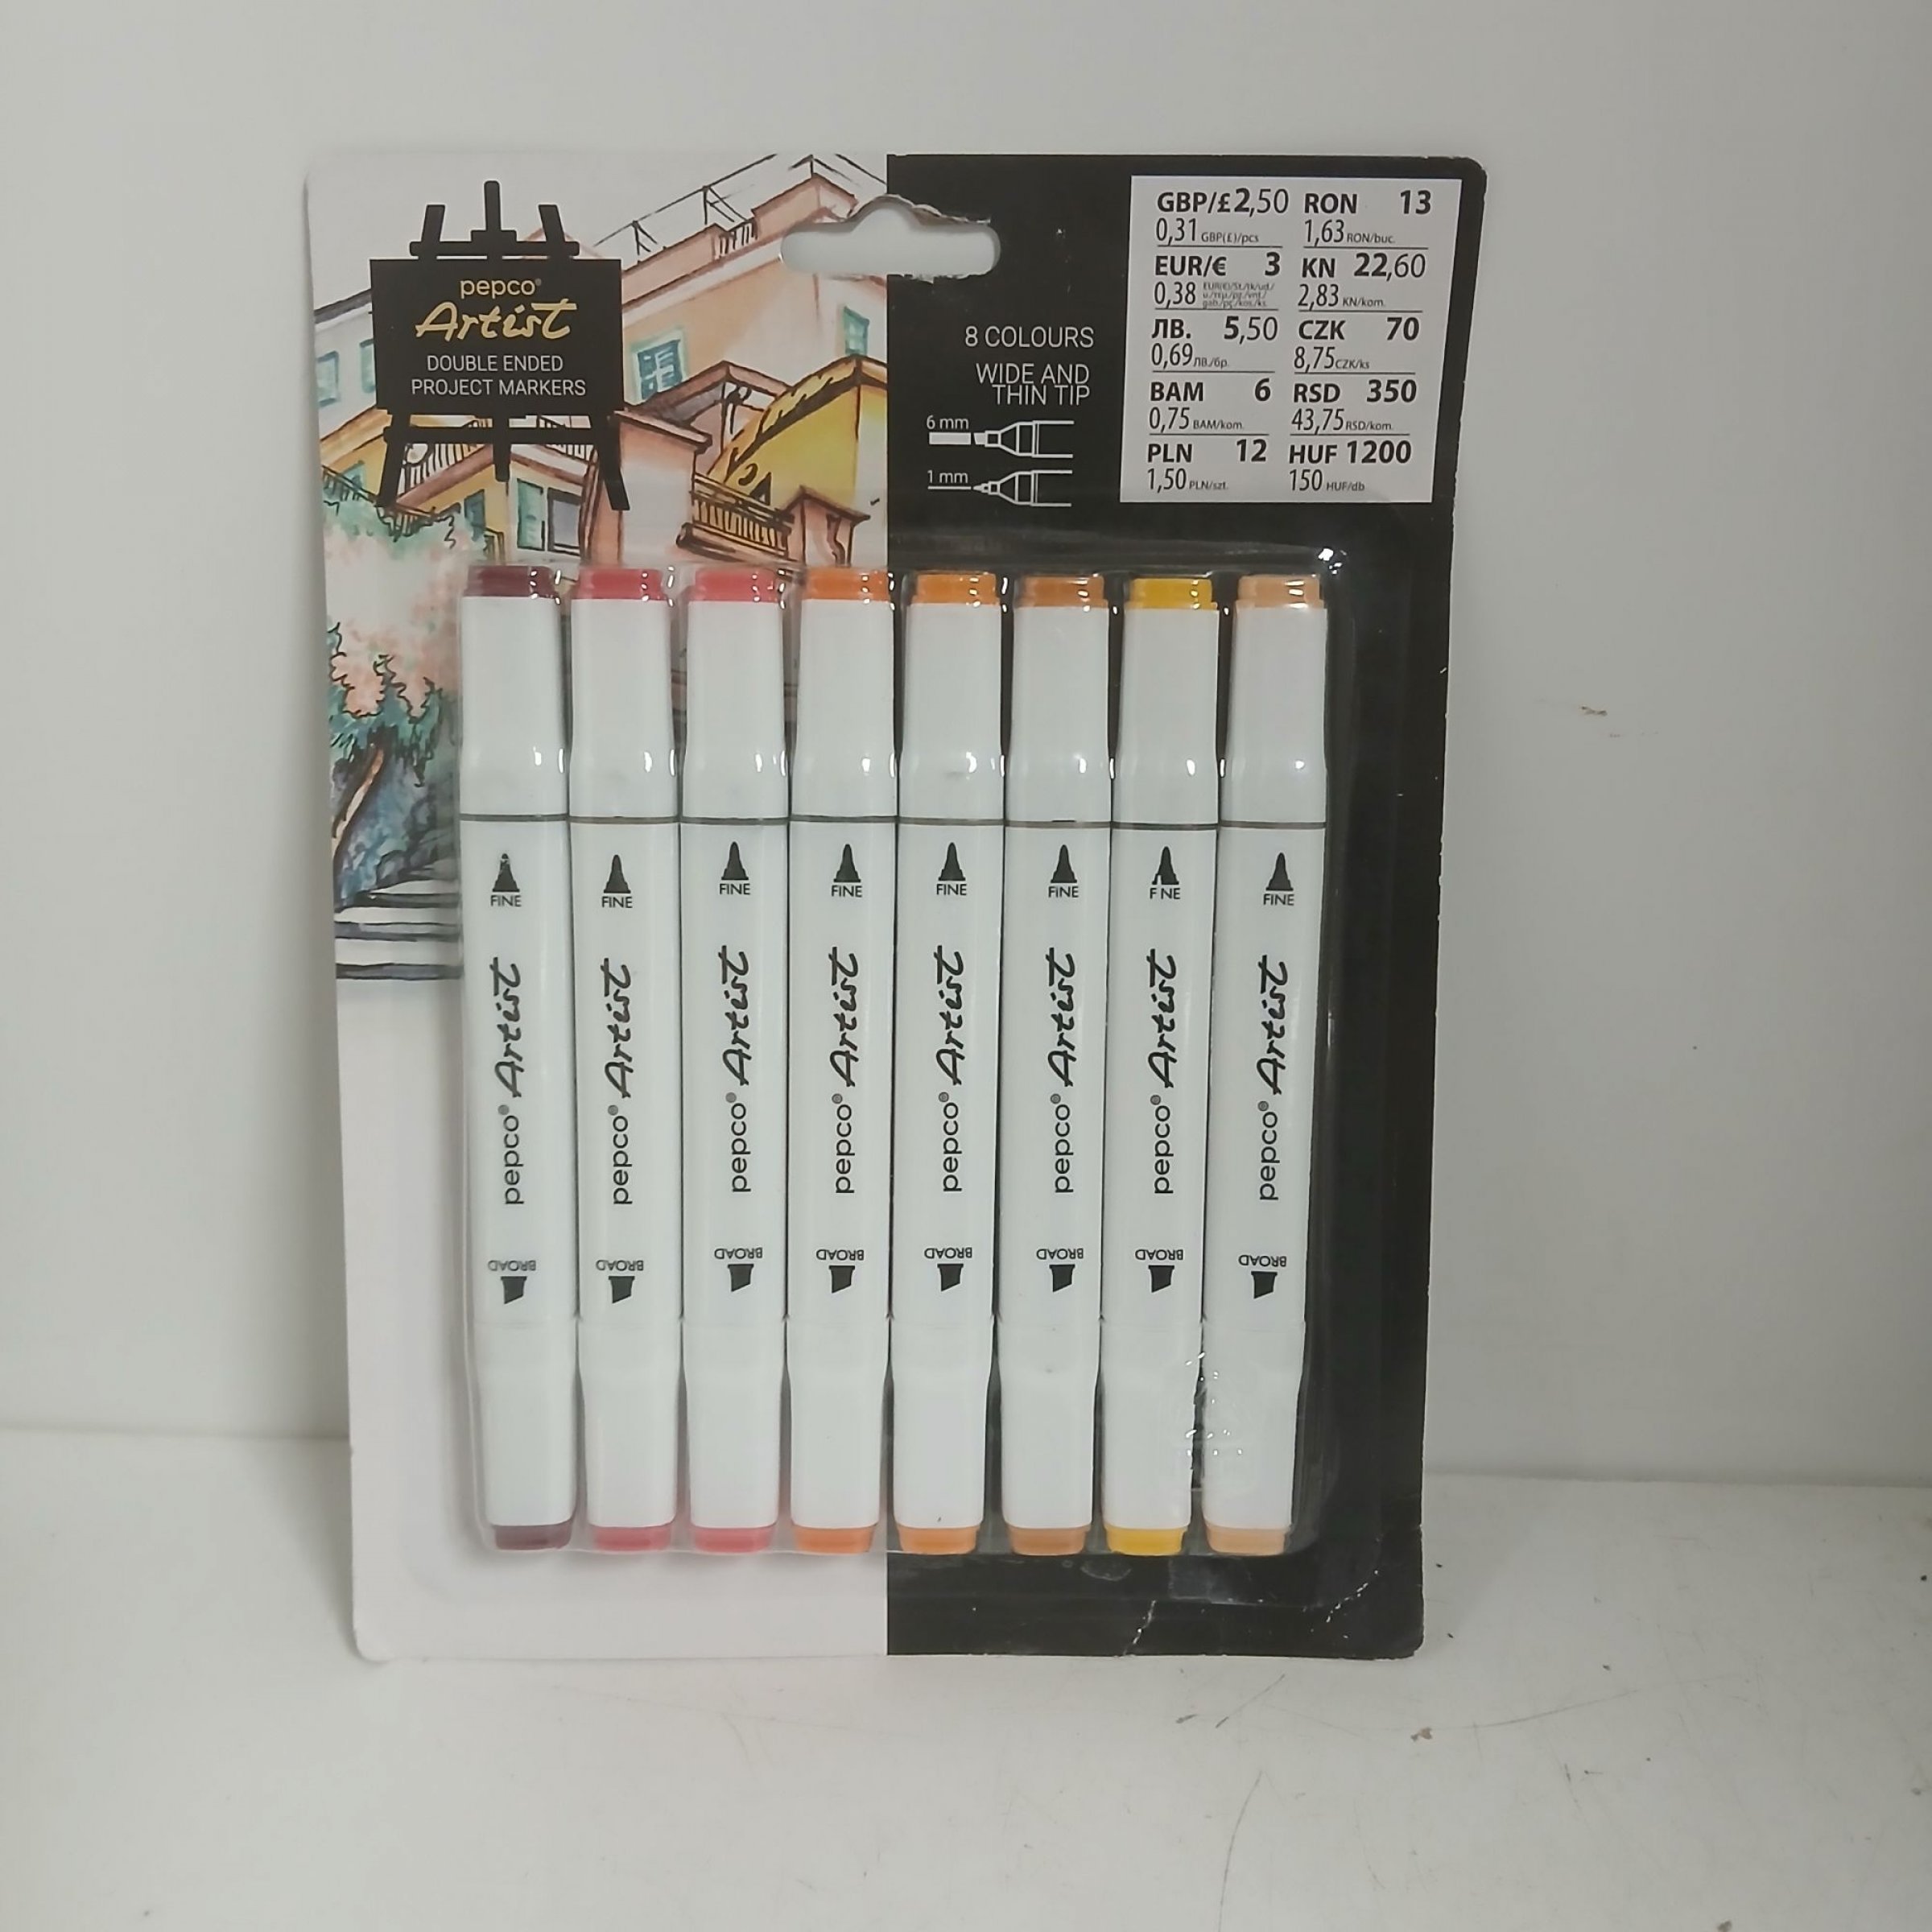 pepco®
Artist
DOUBLE ENDED
PROJECT MARKERS
8 COLOURS
WIDE AND
THIN TIP
6 mm
1 mm
GBP/£ 2,50
0,31 GBP(£)/pcs
EUR/€ 3
0,38
ЛВ. 5,50
0,69 ЛВ./бр.
BAM 6
0,75 BAM/kom.
PLN 12
1,50 PLN/szt.
RON 13
1,63 RON/buc.
KN 22,60
2,83 KN/kom.
CZK 70
8,75 CZK/ks
RSD 350
43,75 RSD/kom.
HUF 1200
150 HUF/db
FINE
pepco® Artist
BROAD
FINE
pepco® Artist
BROAD
FINE
pepco® Artist
BROAD
FINE
pepco® Artist
BROAD
FINE
pepco® Artist
BROAD
FINE
pepco® Artist
BROAD
F NE
pepco® Artist
BROAD
FINE
pepco® Artist
BROAD